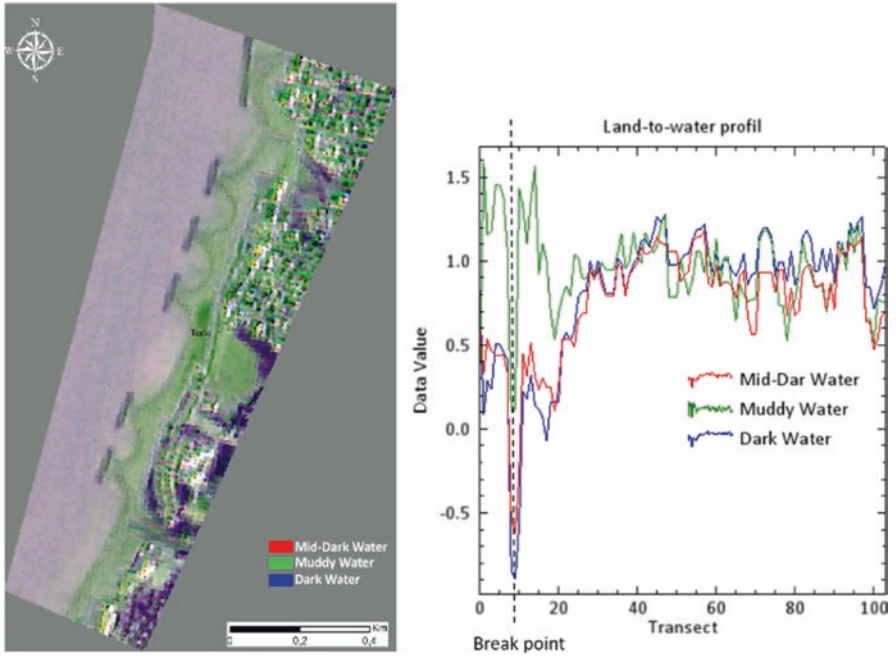 N
W E
S
Tools
Mid-Dark Water
Muddy Water
Dark Water
Km
0 0,2 0,4
Land-to-water profil
1.5
1.0
0.5
0.0
-0.5
Data Value
Mid-Dar Water
Muddy Water
Dark Water
0 20 40 60 80 100
Transect
Break point